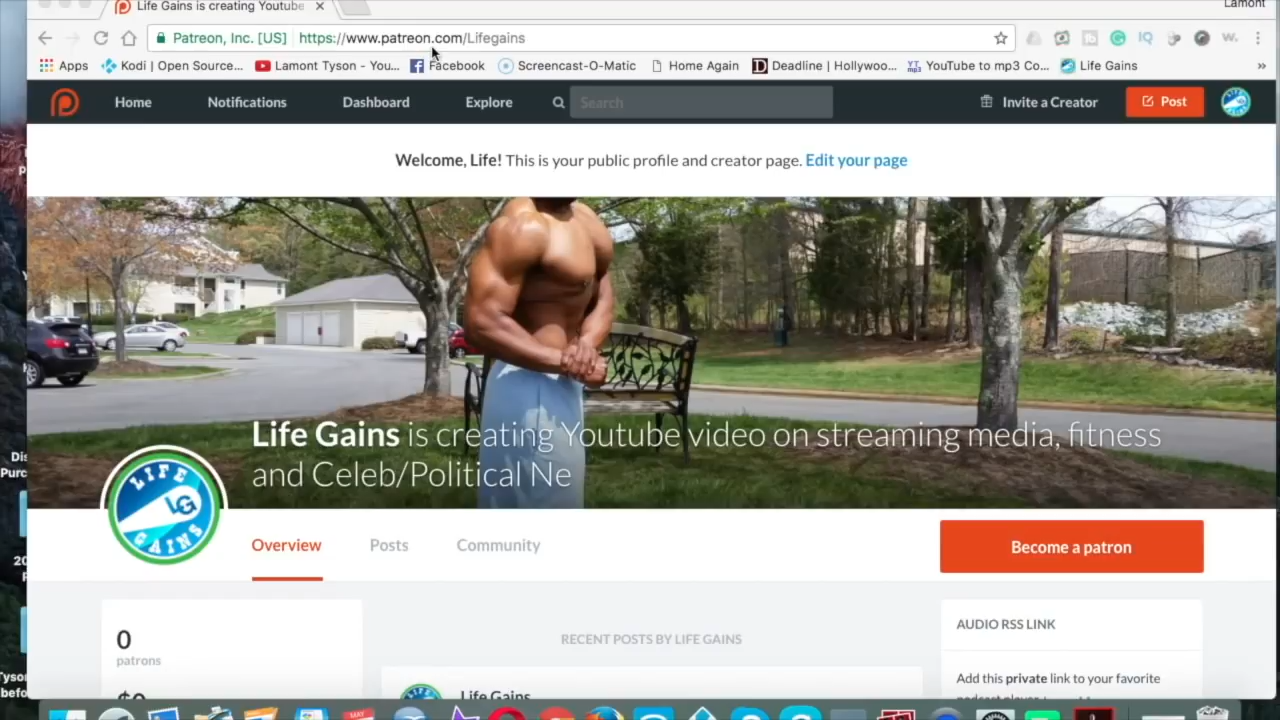 Life Gains is creating Youtube
Lamont
Patreon, Inc. [US] https://www.patreon.com/Lifegains
Apps Kodi | Open Source... Lamont Tyson - You... Facebook Screencast-O-Matic Home Again Deadline | Hollywoo... YouTube to mp3 Co... Life Gains »
Home Notifications Dashboard Explore Search Invite a Creator Post
Welcome, Life! This is your public profile and creator page. Edit your page
Life Gains is creating Youtube video on streaming media, fitness
and Celeb/Political Ne
LIFE
LG
GAINS
Overview Posts Community Become a patron
0
patrons
RECENT POSTS BY LIFE GAINS
AUDIO RSS LINK
Add this private link to your favorite
Life Gains